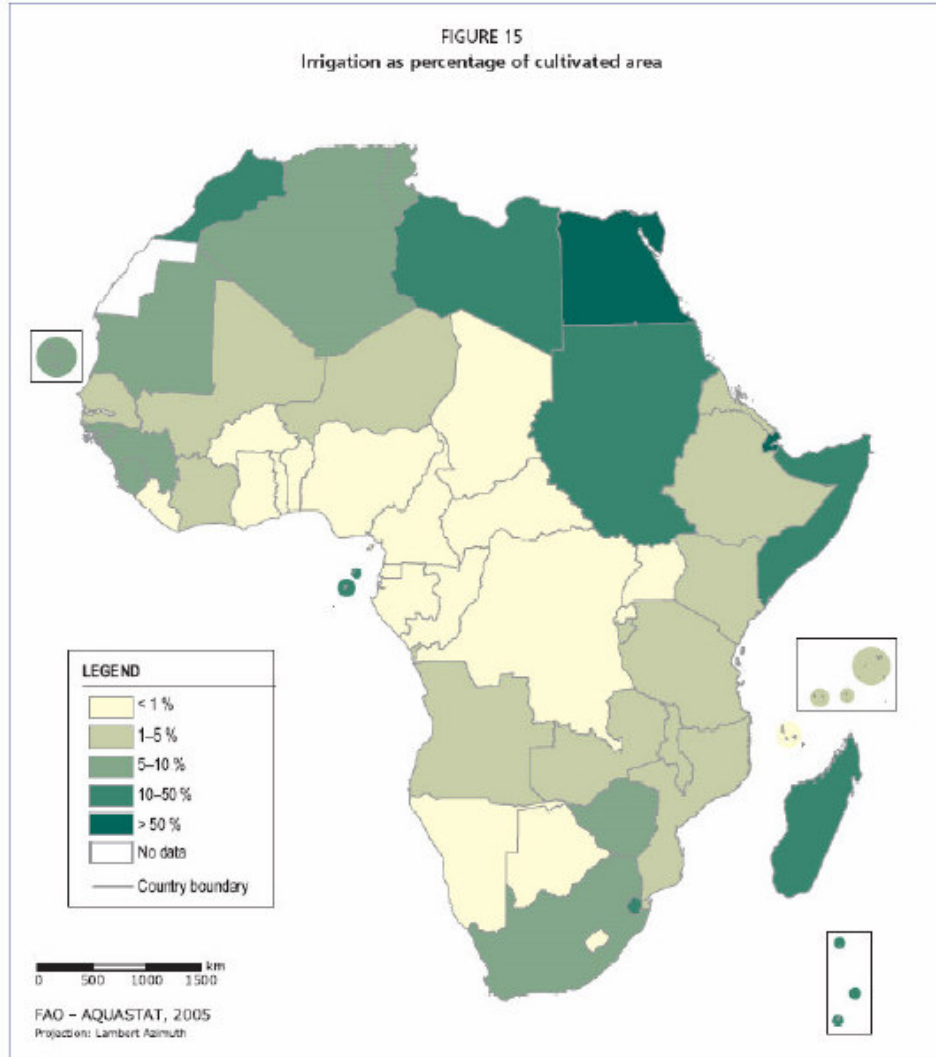 FIGURE 15
Irrigation as percentage of cultivated area
LEGEND
< 1 %
1–5 %
5–10 %
10–50 %
> 50 %
No data
Country boundary
km
0 500 1000 1500
FAO – AQUASTAT, 2005
Projection: Lambert Azimuth